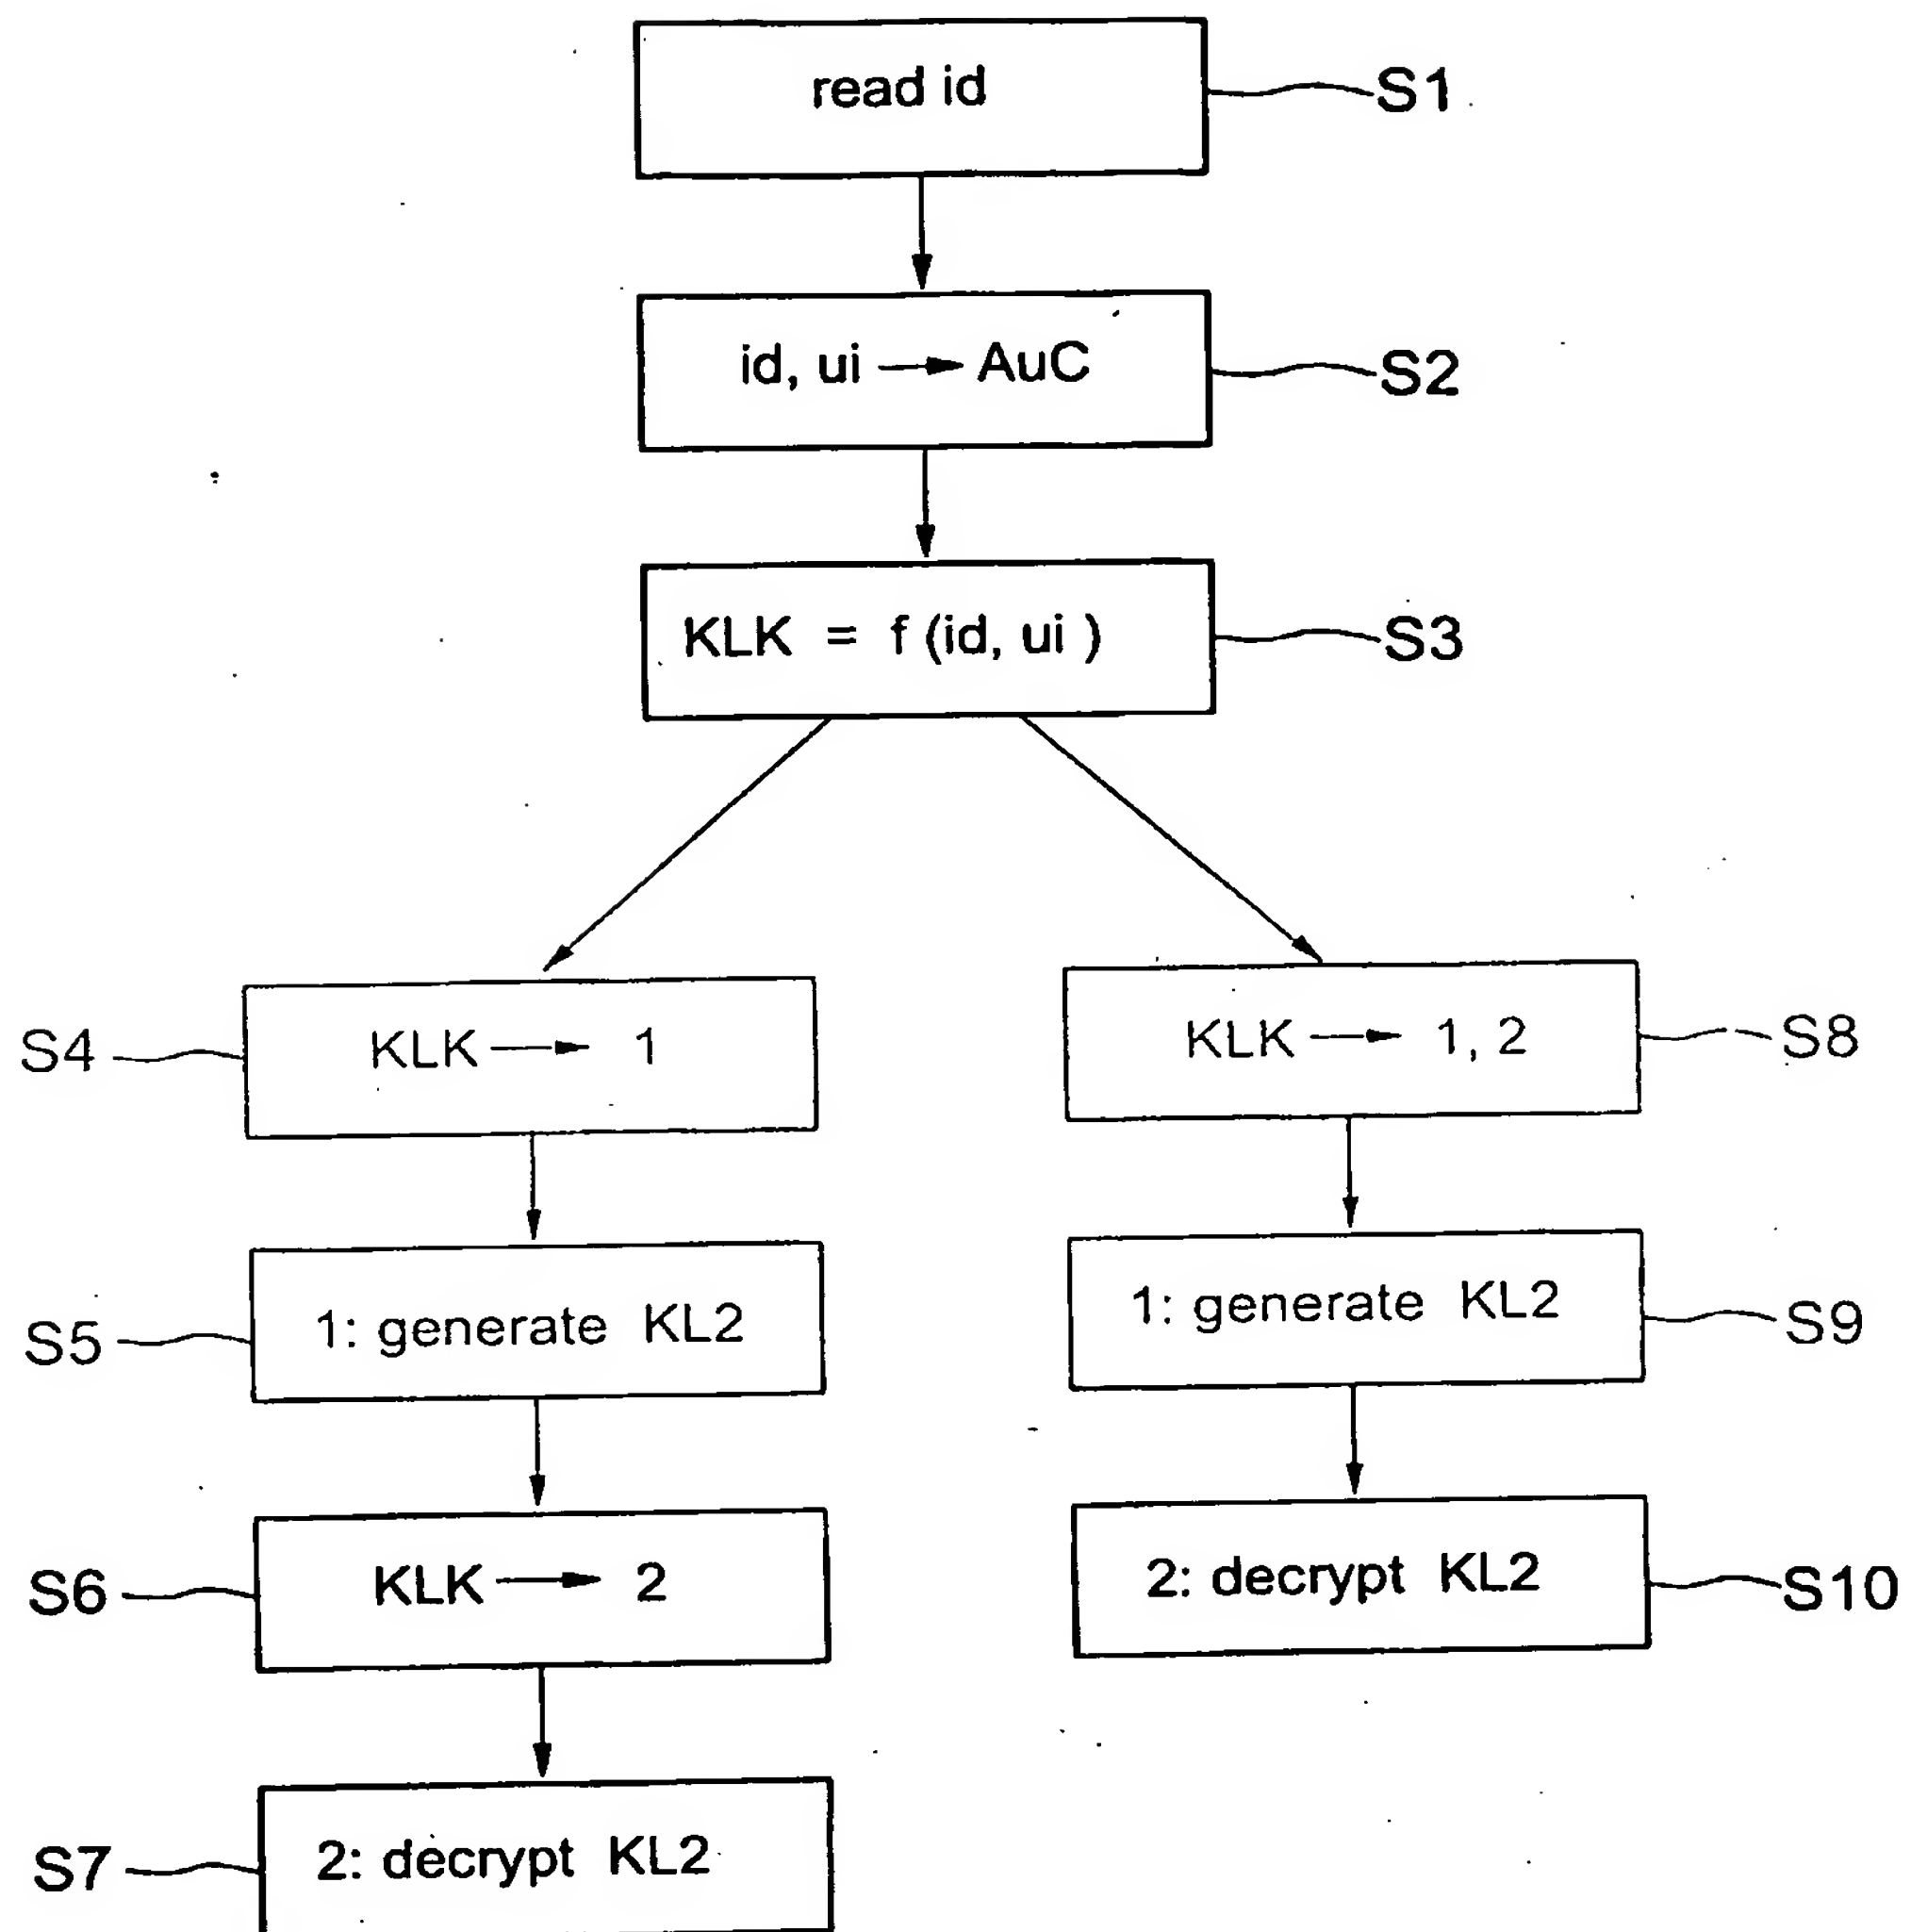 read id
S1
id, ui → AuC
S2
KLK = f (id, ui )
S3
S4
KLK → 1
KLK → 1, 2
S8
S5
1: generate KL2
1: generate KL2
S9
S6
KLK → 2
2: decrypt KL2
S10
S7
2: decrypt KL2